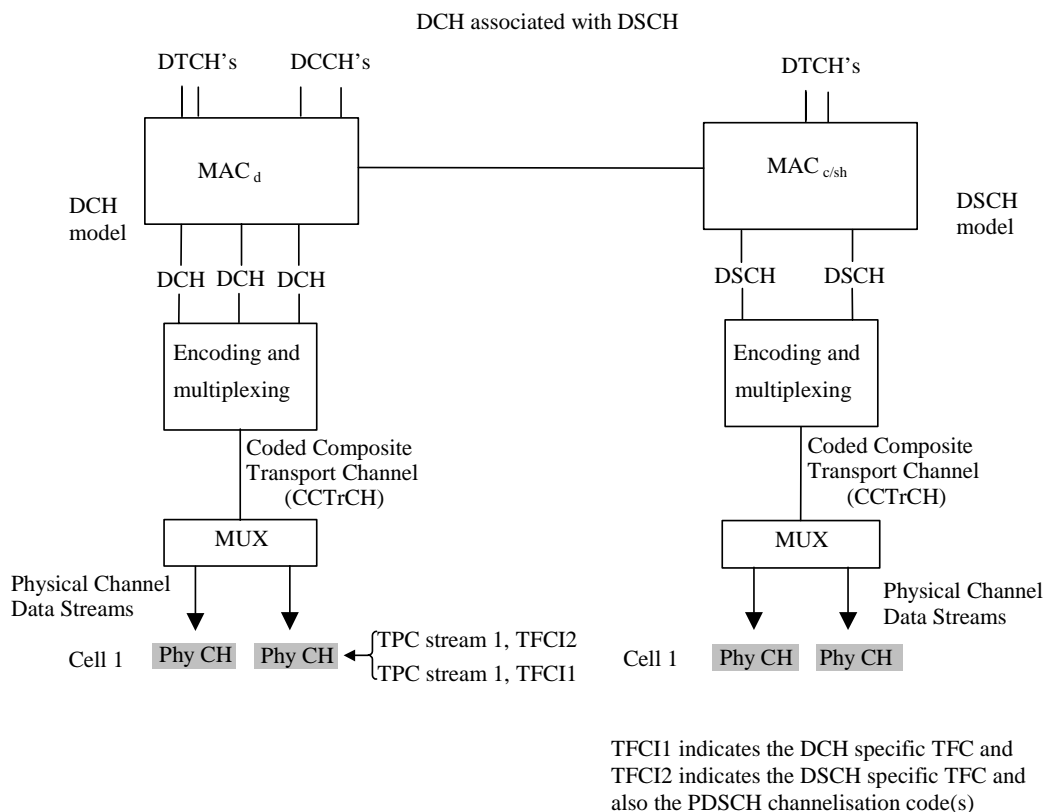 DCH associated with DSCH
DTCH's DCCH's
DTCH's
MAC d
MAC c/sh
DCH
model
DSCH
model
DCH DCH DCH
DSCH DSCH
Encoding and
multiplexing
Encoding and
multiplexing
Coded Composite
Transport Channel
(CCTrCH)
Coded Composite
Transport Channel
(CCTrCH)
MUX
MUX
Physical Channel
Data Streams
Physical Channel
Data Streams
Cell 1 Phy CH Phy CH
TPC stream 1, TFCI2
TPC stream 1, TFCI1
Cell 1 Phy CH Phy CH
TFCI1 indicates the DCH specific TFC and
TFCI2 indicates the DSCH specific TFC and
also the PDSCH channelisation code(s)